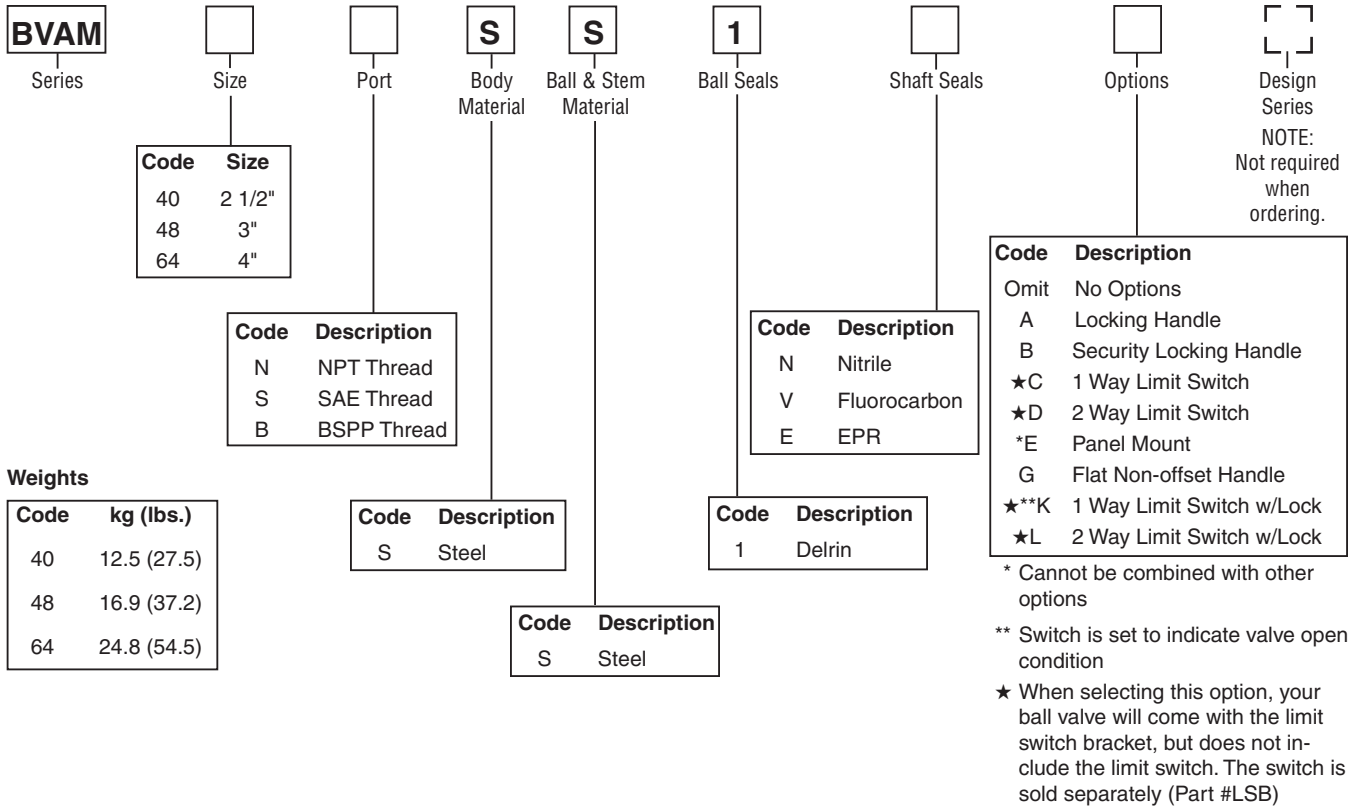 BVAM S S 1
Series Size Port Body Material Ball & Stem Material Ball Seals Shaft Seals Options Design Series
NOTE:
Not required
when
ordering.
Code Size
40 2 1/2"
48 3"
64 4"
Code Description
N NPT Thread
S SAE Thread
B BSPP Thread
Code Description
N Nitrile
V Fluorocarbon
E EPR
Code Description
Omit No Options
A Locking Handle
B Security Locking Handle
★C 1 Way Limit Switch
★D 2 Way Limit Switch
*E Panel Mount
G Flat Non-offset Handle
★**K 1 Way Limit Switch w/Lock
★L 2 Way Limit Switch w/Lock
Weights
Code kg (lbs.)
40 12.5 (27.5)
48 16.9 (37.2)
64 24.8 (54.5)
Code Description
S Steel
Code Description
S Steel
Code Description
1 Delrin
* Cannot be combined with other
options
** Switch is set to indicate valve open
condition
★ When selecting this option, your
ball valve will come with the limit
switch bracket, but does not in-
clude the limit switch. The switch is
sold separately (Part #LSB)